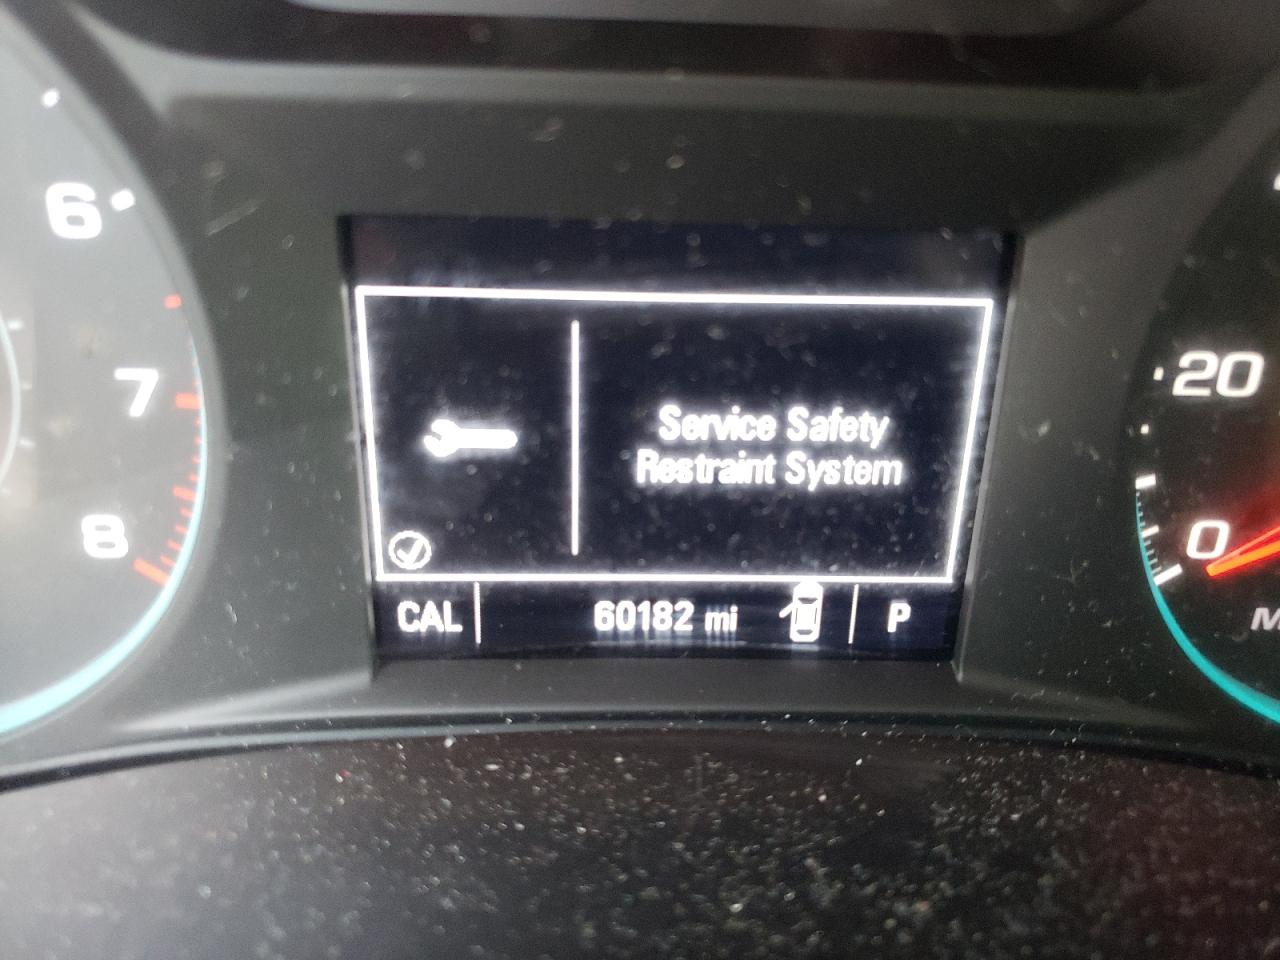 6
7
8
Service Safety
Restraint System
CAL
60182 mi
P
20
0